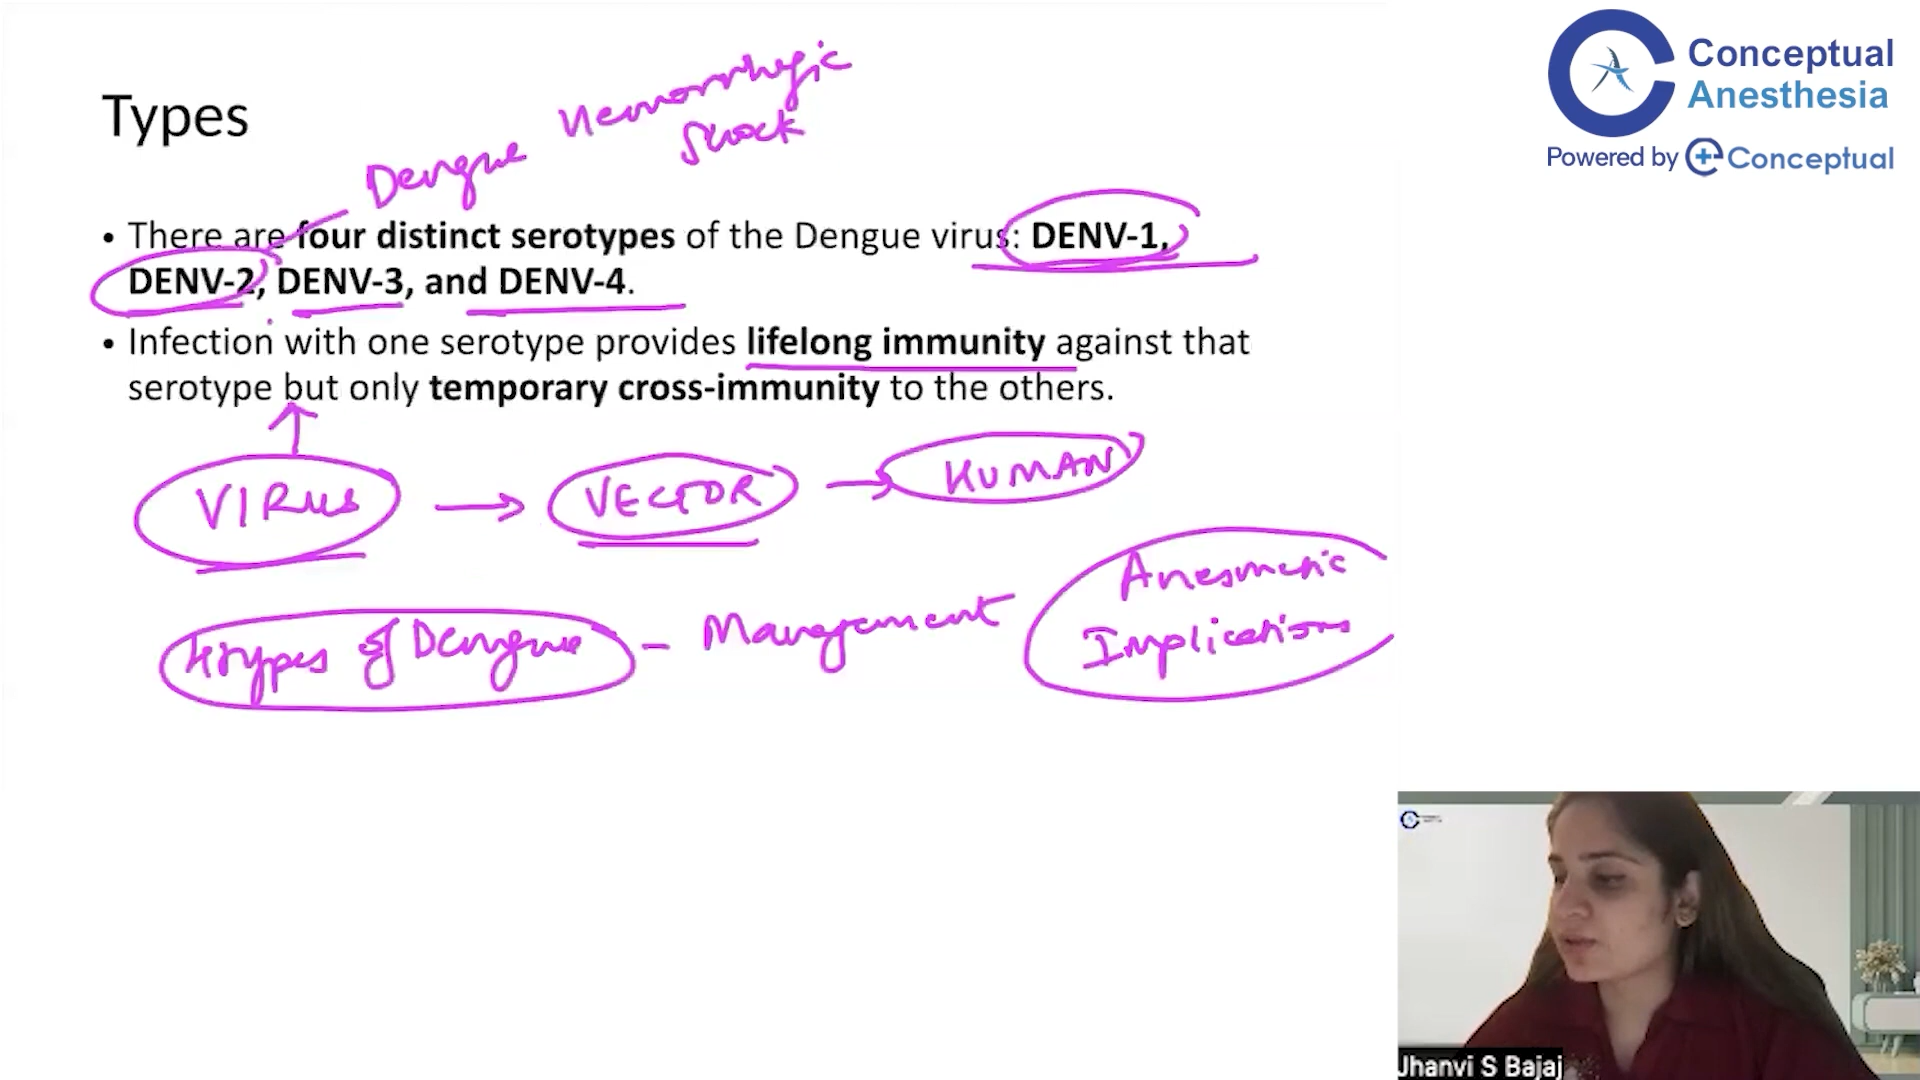 Conceptual
Anesthesia
Powered by Conceptual
Types
Dengue Hemorrhagic
Shock
• There are four distinct serotypes of the Dengue virus: DENV-1,
DENV-2, DENV-3, and DENV-4.
• Infection with one serotype provides lifelong immunity against that
serotype but only temporary cross-immunity to the others.
VIRUS → VECTOR → HUMAN
4 types of Dengue - Management
Anesthetic
Implications
Jhanvi S Bajaj